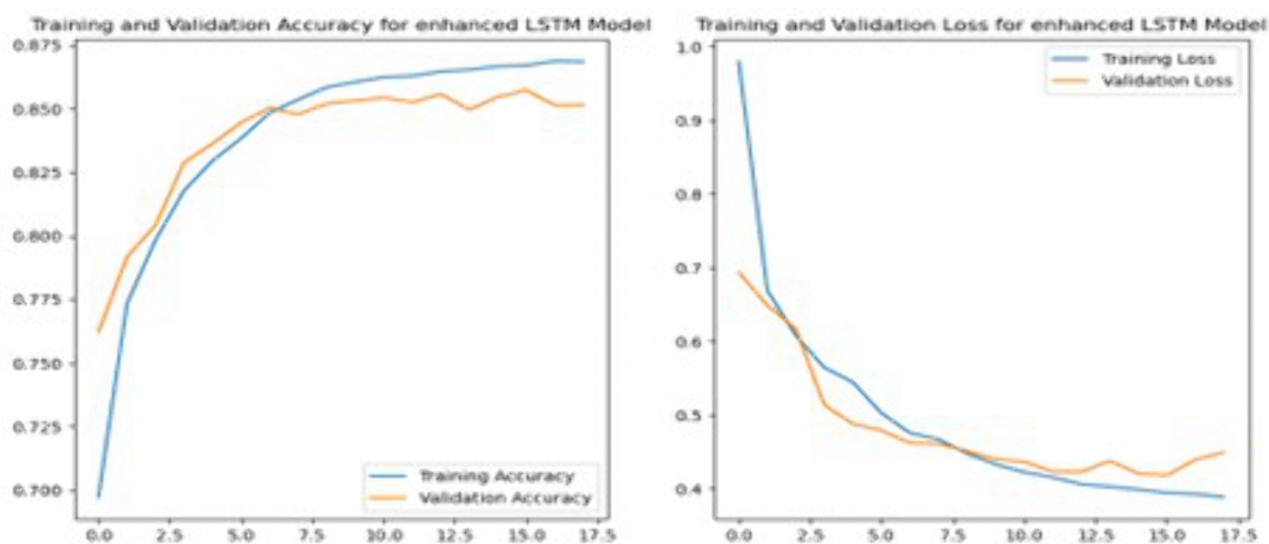 Training and Validation Accuracy for enhanced LSTM Model
0.875
0.850
0.825
0.800
0.775
0.750
0.725
0.700
Training Accuracy
Validation Accuracy
0.0 2.5 5.0 7.5 10.0 12.5 15.0 17.5
Training and Validation Loss for enhanced LSTM Model
1.0
0.9
0.8
0.7
0.6
0.5
0.4
Training Loss
Validation Loss
0.0 2.5 5.0 7.5 10.0 12.5 15.0 17.5